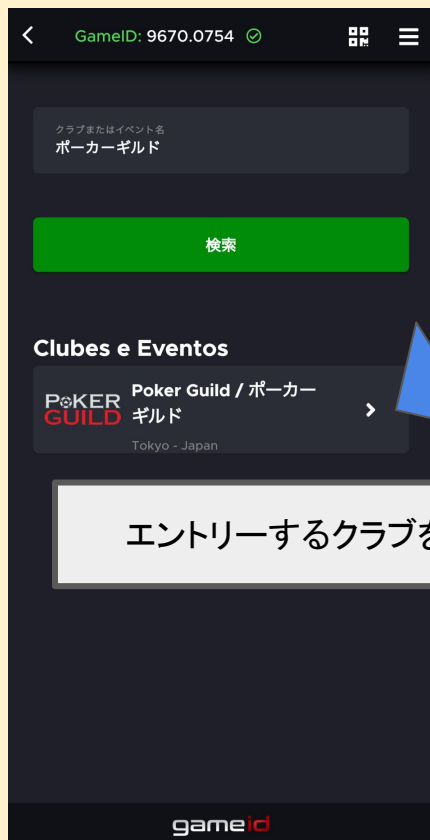 GameID: 9670.0754
クラブまたはイベント名
ポーカーギルド
検索
Clubes e Eventos
POKER
GUILD
Poker Guild / ポーカー
ギルド
Tokyo - Japan
エントリーするクラブを
gameid